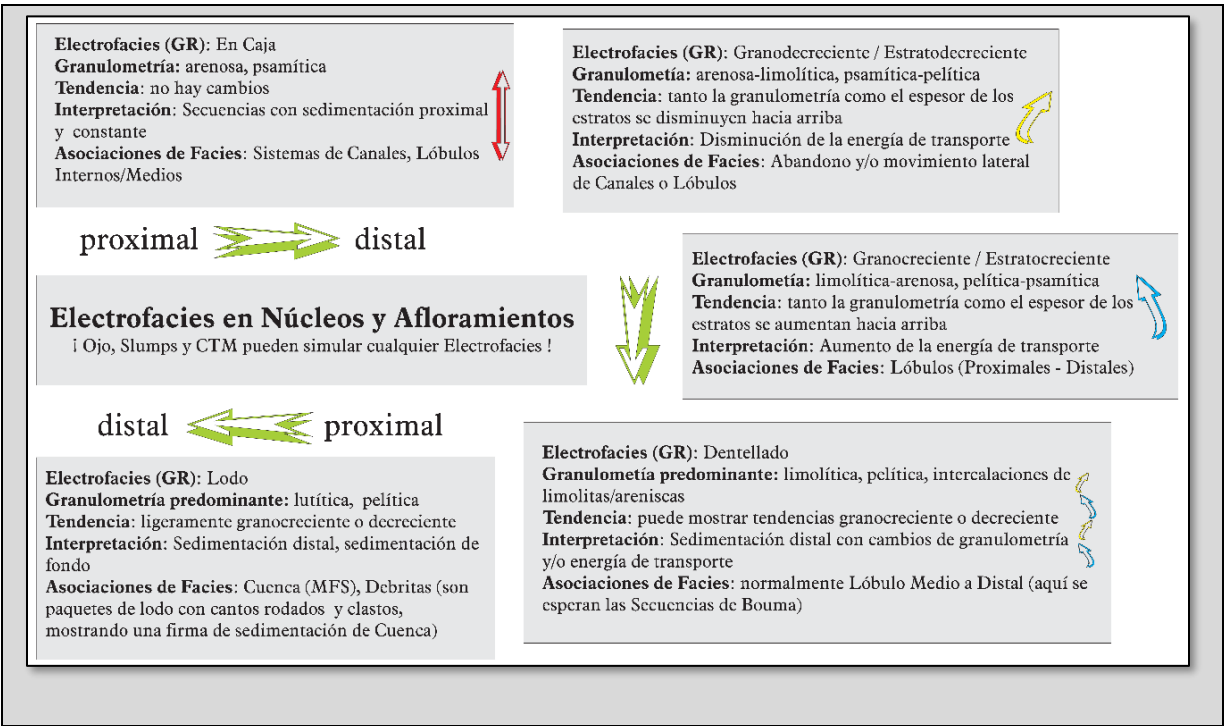 Electrofacies (GR): En Caja
Granulometría: arenosa, psamítica
Tendencia: no hay cambios
Interpretación: Secuencias con sedimentación proximal
y constante
Asociaciones de Facies: Sistemas de Canales, Lóbulos
Internos/Medios
Electrofacies (GR): Granodecreciente / Estratodecreciente
Granulometía: arenosa-limolítica, psamítica-pelítica
Tendencia: tanto la granulometría como el espesor de los
estratos se disminuyen hacia arriba
Interpretación: Disminución de la energía de transporte
Asociaciones de Facies: Abandono y/o movimiento lateral
de Canales o Lóbulos
proximal distal
Electrofacies (GR): Granocreciente / Estratocreciente
Granulometía: limolítica-arenosa, pelítica-psamítica
Tendencia: tanto la granulometría como el espesor de los
estratos se aumentan hacia arriba
Interpretación: Aumento de la energía de transporte
Asociaciones de Facies: Lóbulos (Proximales - Distales)
Electrofacies en Núcleos y Afloramientos
¡ Ojo, Slumps y CTM pueden simular cualquier Electrofacies !
distal proximal
Electrofacies (GR): Dentellado
Granulometía predominante: limolítica, pelítica, intercalaciones de
limolitas/areniscas
Tendencia: puede mostrar tendencias granocreciente o decreciente
Interpretación: Sedimentación distal con cambios de granulometría
y/o energía de transporte
Asociaciones de Facies: normalmente Lóbulo Medio a Distal (aquí se
esperan las Secuencias de Bouma)
Electrofacies (GR): Lodo
Granulometría predominante: lutítica, pelítica
Tendencia: ligeramente granocreciente o decreciente
Interpretación: Sedimentación distal, sedimentación de
fondo
Asociaciones de Facies: Cuenca (MFS), Debritas (son
paquetes de lodo con cantos rodados y clastos,
mostrando una firma de sedimentación de Cuenca)